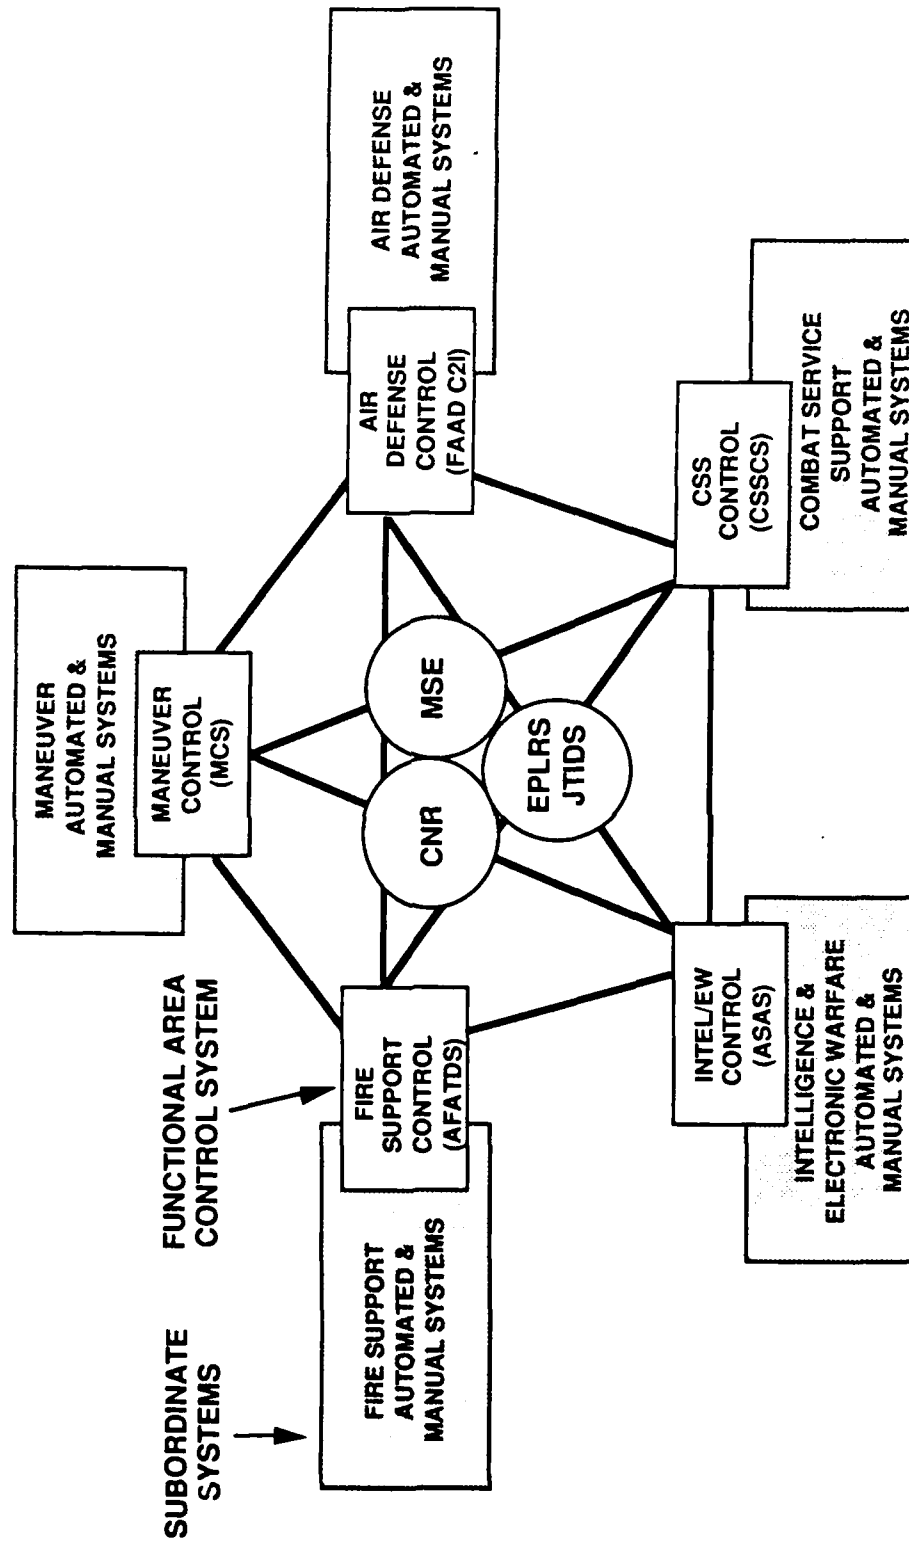 SUBORDINATE
SYSTEMS
FUNCTIONAL AREA
CONTROL SYSTEM
MANEUVER
AUTOMATED &
MANUAL SYSTEMS
MANEUVER
CONTROL
(MCS)
FIRE SUPPORT
AUTOMATED &
MANUAL SYSTEMS
FIRE
SUPPORT
CONTROL
(AFATDS)
AIR
DEFENSE
CONTROL
(FAAD C2I)
AIR DEFENSE
AUTOMATED &
MANUAL SYSTEMS
CNR
MSE
EPLRS
JTIDS
INTEL/EW
CONTROL
(ASAS)
INTELLIGENCE &
ELECTRONIC WARFARE
AUTOMATED &
MANUAL SYSTEMS
CSS
CONTROL
(CSSCS)
COMBAT SERVICE
SUPPORT
AUTOMATED &
MANUAL SYSTEMS